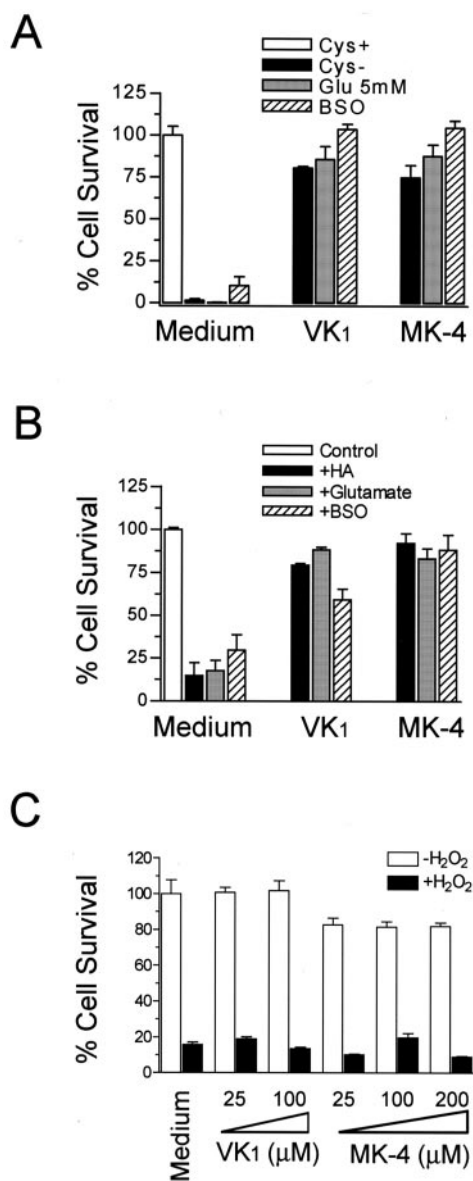 A
Cys+
Cys-
Glu 5mM
BSO
% Cell Survival
125
100
75
25
0
Medium VK1 MK-4
B
Control
+HA
+Glutamate
+BSO
% Cell Survival
125
100
75
50
25
0
Medium VK1 MK-4
C
-H2O2
+H2O2
% Cell Survival
120
100
80
60
40
20
0
Medium
25 100 25 100 200
VK1 (μM) MK-4 (μM)